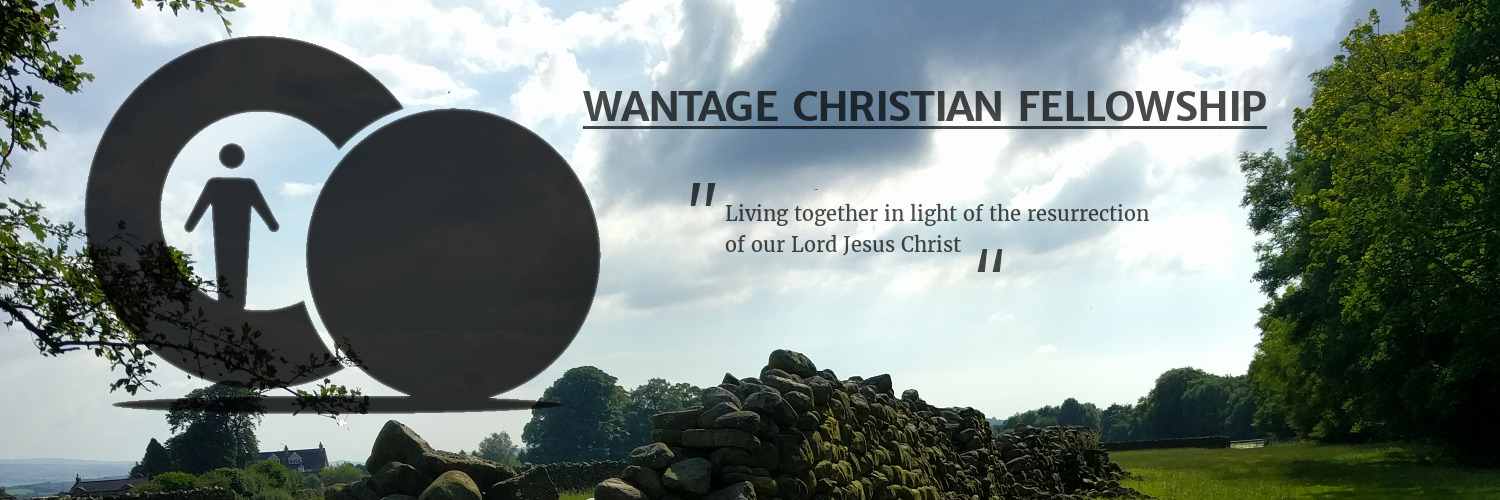 WANTAGE CHRISTIAN FELLOWSHIP
" Living together in light of the resurrection
of our Lord Jesus Christ "